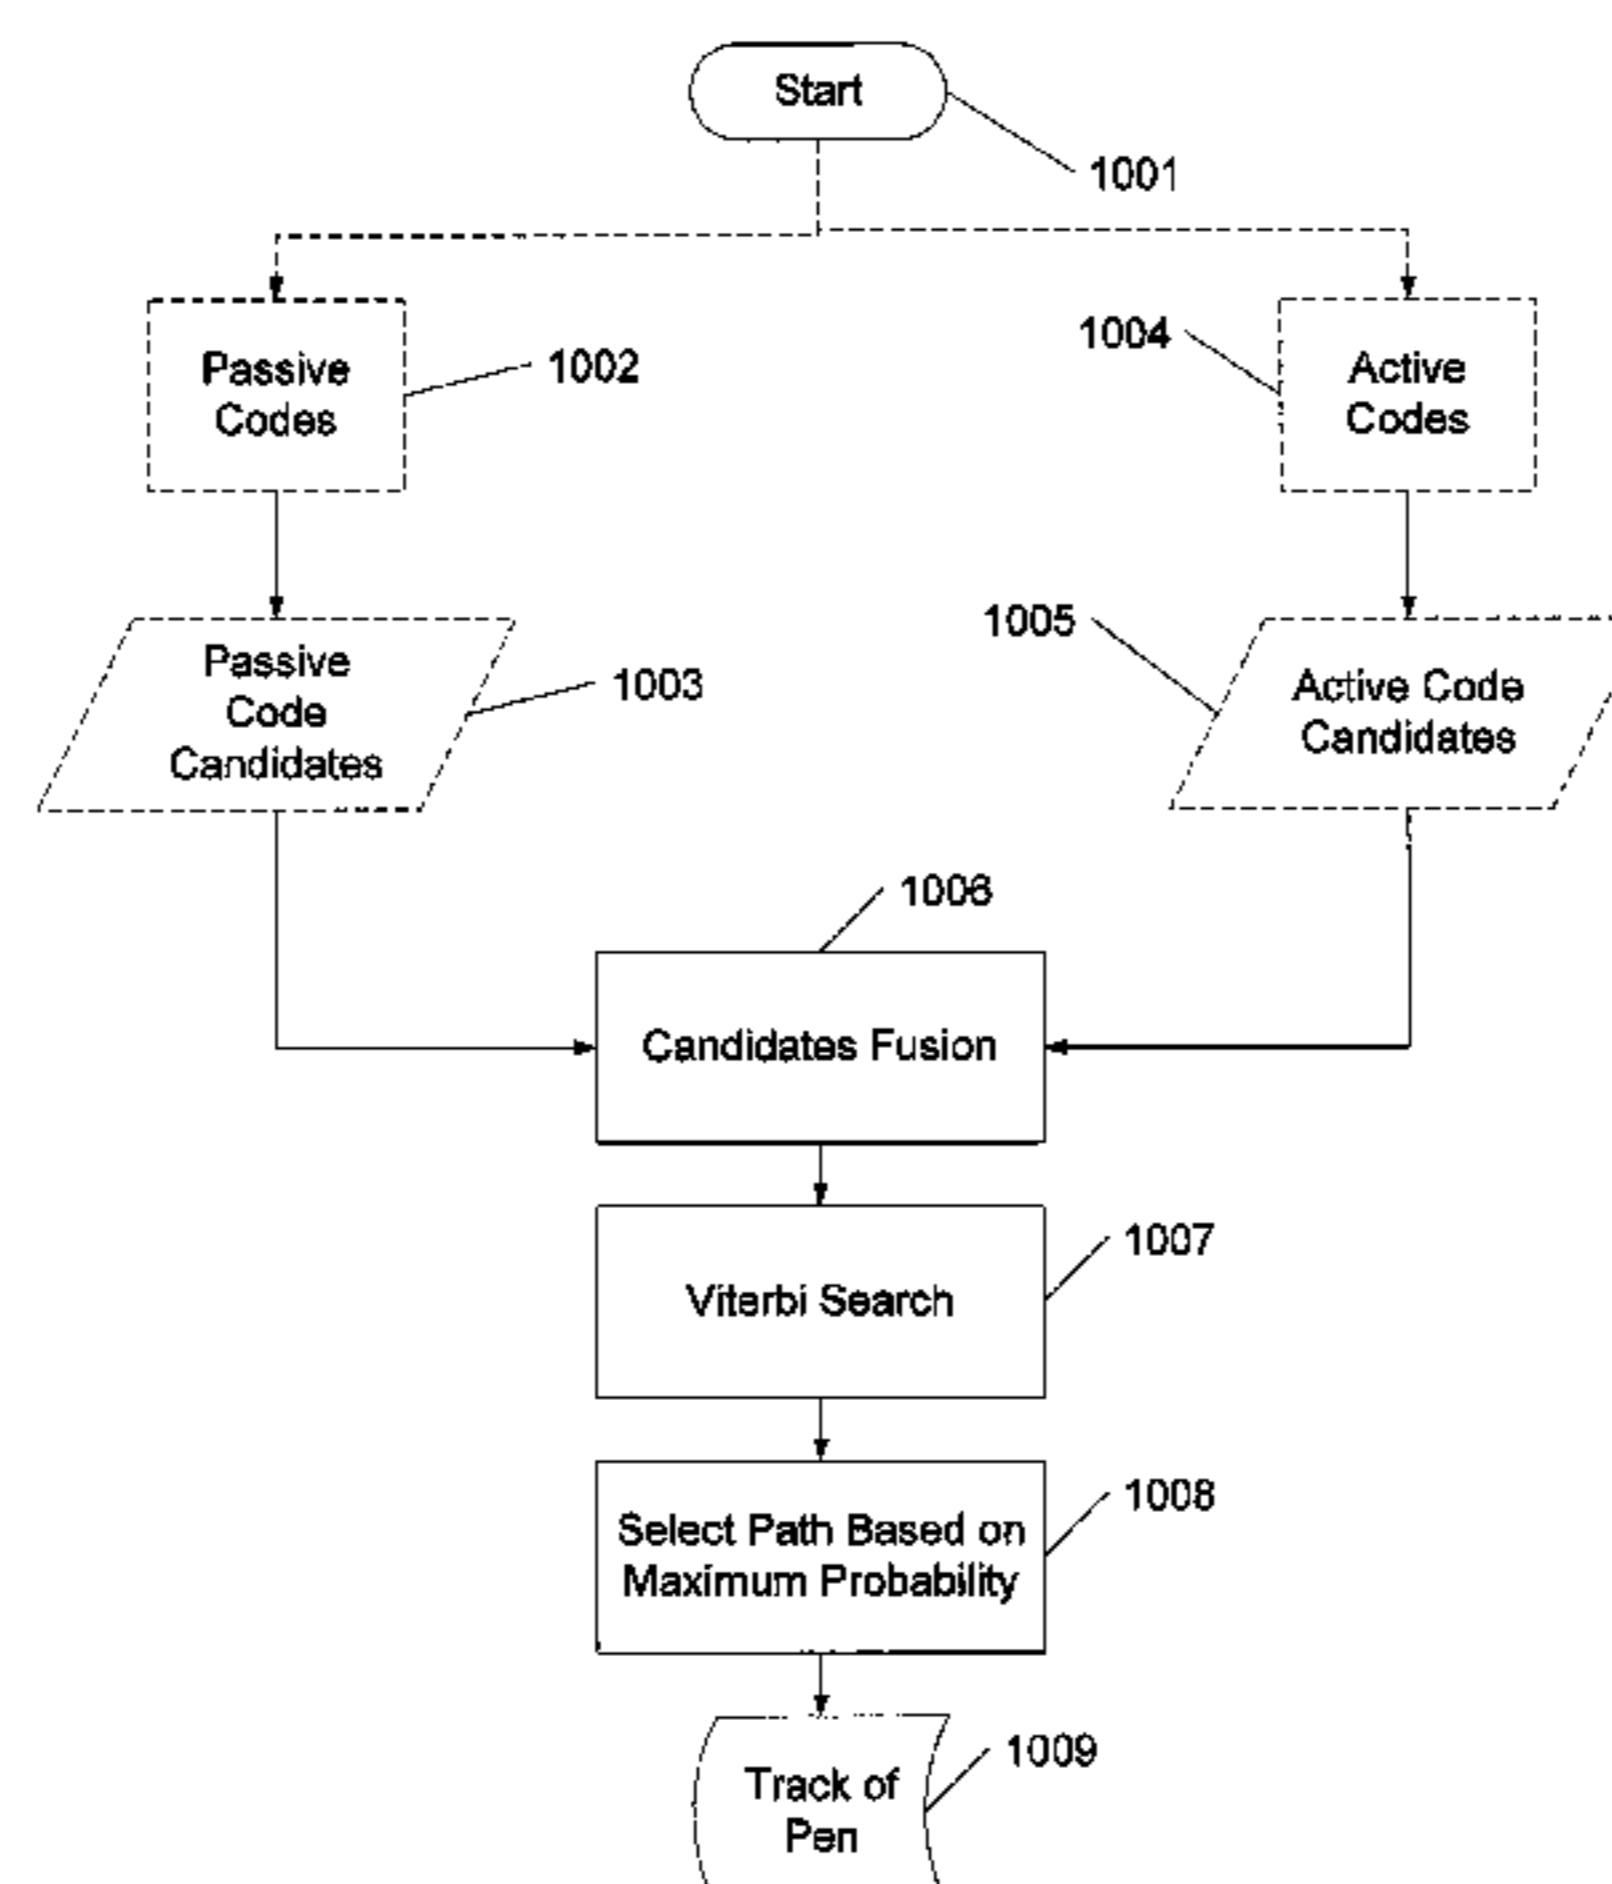 Start
1001
Passive
Codes
1002
1004
Active
Codes
Passive
Code
Candidates
1003
1005
Active Code
Candidates
1006
Candidates Fusion
1007
Viterbi Search
1008
Select Path Based on
Maximum Probability
1009
Track of
Pen